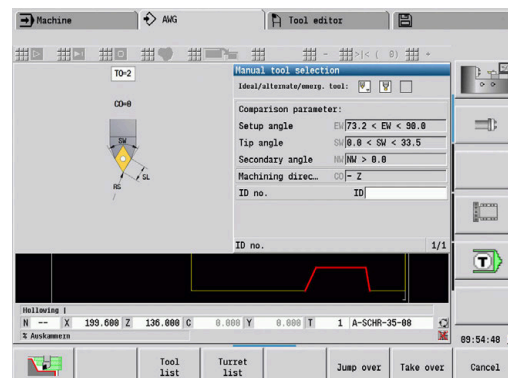 Machine
AWG
Tool editor
- >|< ( 0) +
TO=2
CO=0
SW
SL
RS
Manual tool selection
Ideal/alternate/emerg. tool:
Comparison parameter:
Setup angle EW 73.2 < EW < 90.0
Tip angle SW 0.0 < SW < 33.5
Secondary angle NW NW > 0.0
Machining direc… CO - Z
ID no. ID
ID no. 1/1
Hollowing |
N -- X 199.600 Z 136.000 C 0.000 Y 0.000 T 1 A-SCHR-35-08
% Auskammern
T
09:54:48
Tool list
Turret list
Jump over
Take over
Cancel